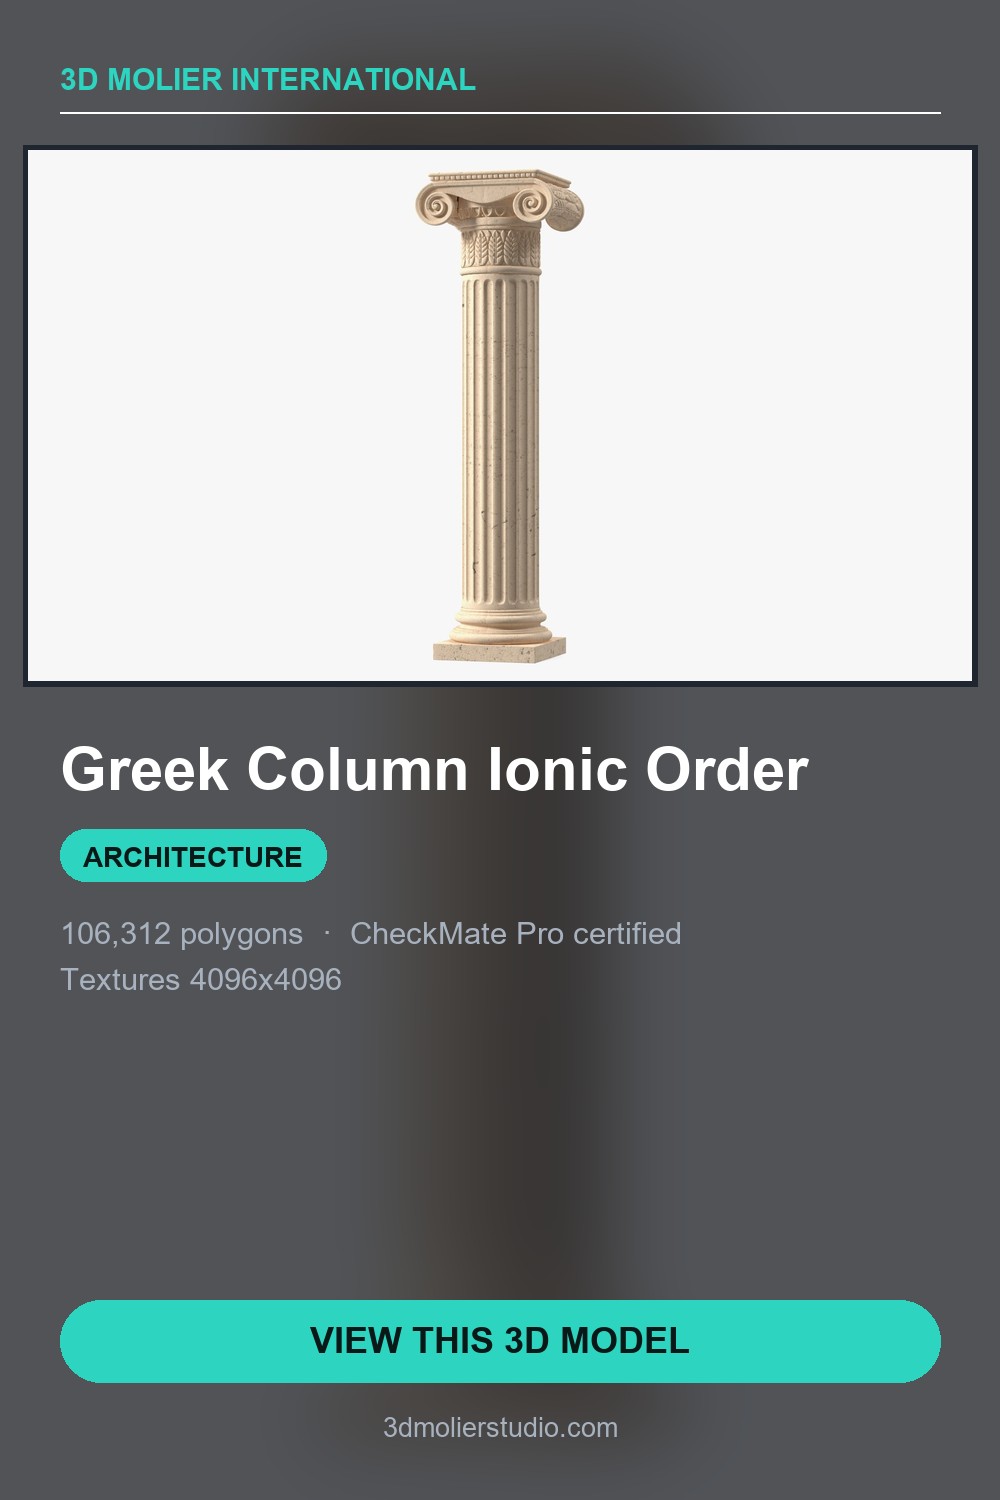 3D MOLIER INTERNATIONAL
Greek Column Ionic Order
ARCHITECTURE
106,312 polygons · CheckMate Pro certified
Textures 4096x4096
VIEW THIS 3D MODEL
3dmolierstudio.com